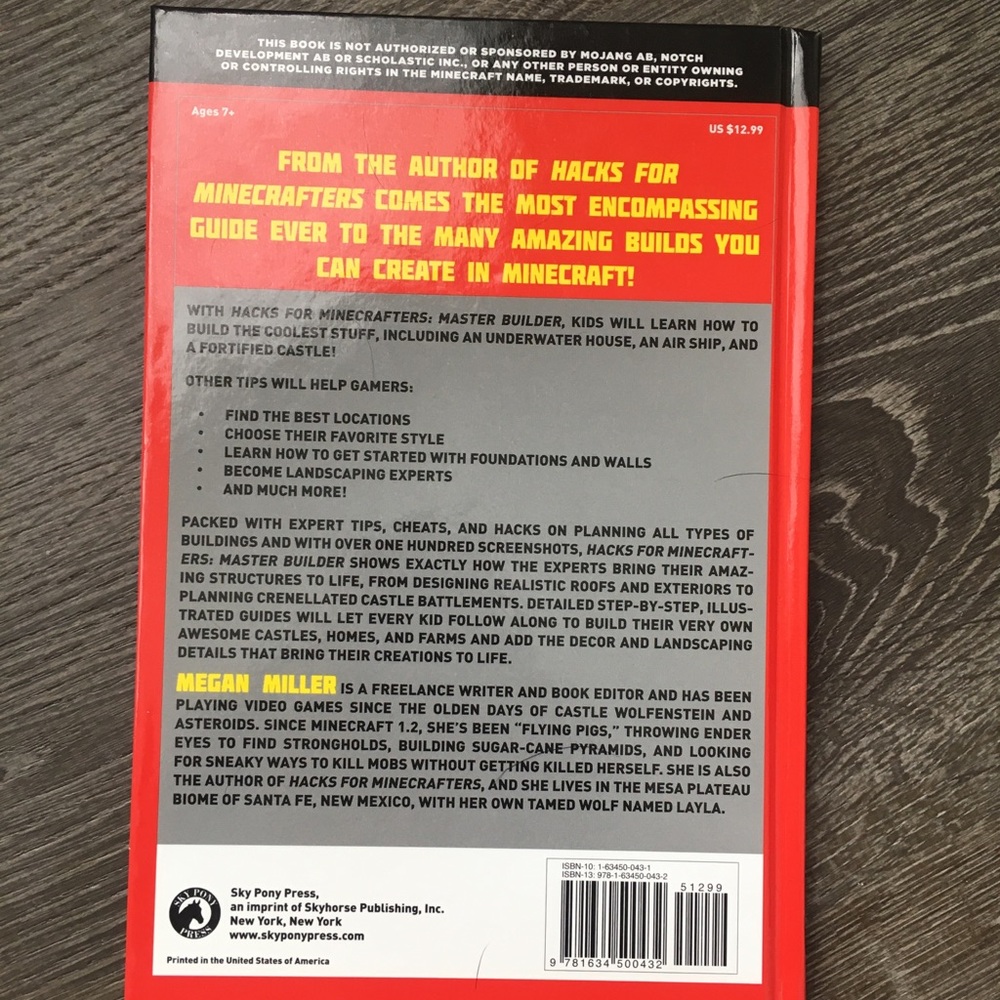 THIS BOOK IS NOT AUTHORIZED OR SPONSORED BY MOJANG AB, NOTCH
DEVELOPMENT AB OR SCHOLASTIC INC., OR ANY OTHER PERSON OR ENTITY OWNING
OR CONTROLLING RIGHTS IN THE MINECRAFT NAME, TRADEMARK, OR COPYRIGHTS.
Ages 7+
US $12.99
FROM THE AUTHOR OF HACKS FOR
MINECRAFTERS COMES THE MOST ENCOMPASSING
GUIDE EVER TO THE MANY AMAZING BUILDS YOU
CAN CREATE IN MINECRAFT!
WITH HACKS FOR MINECRAFTERS: MASTER BUILDER, KIDS WILL LEARN HOW TO
BUILD THE COOLEST STUFF, INCLUDING AN UNDERWATER HOUSE, AN AIR SHIP, AND
A FORTIFIED CASTLE!
OTHER TIPS WILL HELP GAMERS:
• FIND THE BEST LOCATIONS
• CHOOSE THEIR FAVORITE STYLE
• LEARN HOW TO GET STARTED WITH FOUNDATIONS AND WALLS
• BECOME LANDSCAPING EXPERTS
• AND MUCH MORE!
PACKED WITH EXPERT TIPS, CHEATS, AND HACKS ON PLANNING ALL TYPES OF
BUILDINGS AND WITH OVER ONE HUNDRED SCREENSHOTS, HACKS FOR MINECRAFT-
ERS: MASTER BUILDER SHOWS EXACTLY HOW THE EXPERTS BRING THEIR AMAZ-
ING STRUCTURES TO LIFE, FROM DESIGNING REALISTIC ROOFS AND EXTERIORS TO
PLANNING CRENELLATED CASTLE BATTLEMENTS. DETAILED STEP-BY-STEP, ILLUS-
TRATED GUIDES WILL LET EVERY KID FOLLOW ALONG TO BUILD THEIR VERY OWN
AWESOME CASTLES, HOMES, AND FARMS AND ADD THE DECOR AND LANDSCAPING
DETAILS THAT BRING THEIR CREATIONS TO LIFE.
MEGAN MILLER IS A FREELANCE WRITER AND BOOK EDITOR AND HAS BEEN
PLAYING VIDEO GAMES SINCE THE OLDEN DAYS OF CASTLE WOLFENSTEIN AND
ASTEROIDS. SINCE MINECRAFT 1.2, SHE'S BEEN “FLYING PIGS,” THROWING ENDER
EYES TO FIND STRONGHOLDS, BUILDING SUGAR-CANE PYRAMIDS, AND LOOKING
FOR SNEAKY WAYS TO KILL MOBS WITHOUT GETTING KILLED HERSELF. SHE IS ALSO
THE AUTHOR OF HACKS FOR MINECRAFTERS, AND SHE LIVES IN THE MESA PLATEAU
BIOME OF SANTA FE, NEW MEXICO, WITH HER OWN TAMED WOLF NAMED LAYLA.
SKY PONY
PRESS
Sky Pony Press,
an imprint of Skyhorse Publishing, Inc.
New York, New York
www.skyponypress.com
Printed in the United States of America
ISBN-10: 1-63450-043-1
ISBN-13: 978-1-63450-043-2
51299
9 781634 500432